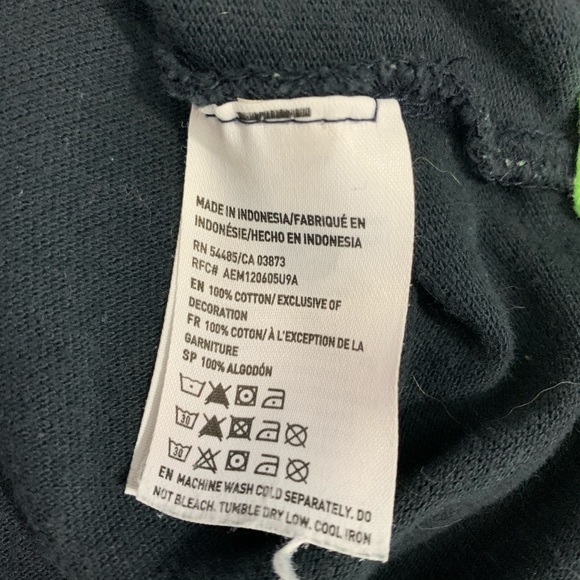 MADE IN INDONESIA/FABRIQUÉ EN
INDONÉSIE/HECHO EN INDONESIA
RN 54485/CA 03873
RFC# AEM120605U9A
EN 100% COTTON/EXCLUSIVE OF
DECORATION
FR 100% COTON/À L'EXCEPTION DE LA
GARNITURE
SP 100% ALGODÓN
30
30
EN MACHINE WASH COLD SEPARATELY. DO
NOT BLEACH. TUMBLE DRY LOW. COOL IRON